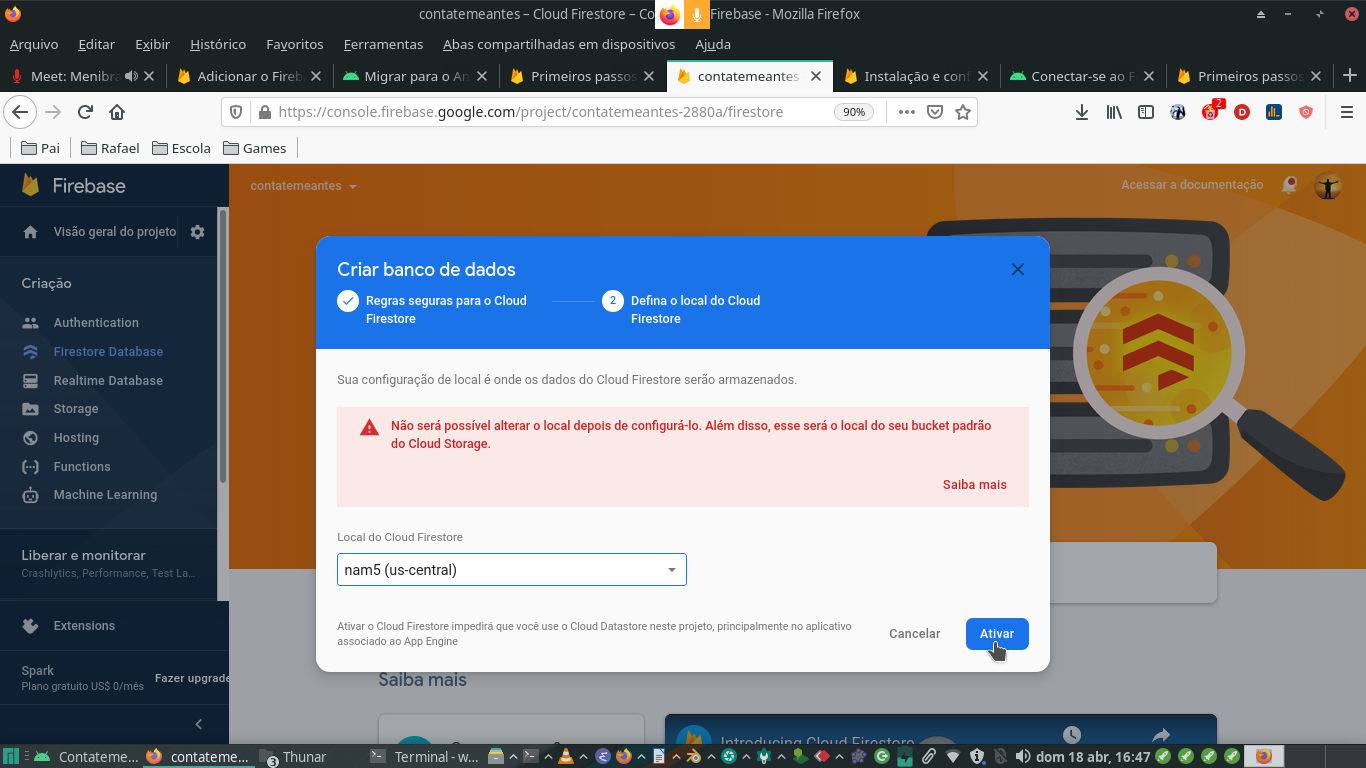 contatemeantes – Cloud Firestore – Co
Firebase - Mozilla Firefox
Arquivo Editar Exibir Histórico Favoritos Ferramentas Abas compartilhadas em dispositivos Ajuda
Meet: Menibra
Adicionar o Fireb
Migrar para o An
Primeiros passos
contatemeantes
Instalação e conf
Conectar-se ao F
Primeiros passos
https://console.firebase.google.com/project/contatemeantes-2880a/firestore
90%
2
Pai
Rafael
Escola
Games
Firebase
contatemeantes
Acessar a documentação
Visão geral do projeto
Criação
Authentication
Firestore Database
Realtime Database
Storage
Hosting
Functions
Machine Learning
Liberar e monitorar
Crashlytics, Performance, Test La...
Extensions
Spark
Plano gratuito US$ 0/mês
Fazer upgrade
Criar banco de dados
Regras seguras para o Cloud
Firestore
2
Defina o local do Cloud
Firestore
Sua configuração de local é onde os dados do Cloud Firestore serão armazenados.
Não será possível alterar o local depois de configurá-lo. Além disso, esse será o local do seu bucket padrão
do Cloud Storage.
Saiba mais
Local do Cloud Firestore
nam5 (us-central)
Ativar o Cloud Firestore impedirá que você use o Cloud Datastore neste projeto, principalmente no aplicativo
associado ao App Engine
Cancelar
Ativar
Saiba mais
Introducing Cloud Firestore
Contateme...
contateme...
3
Thunar
Terminal - w...
dom 18 abr, 16:47